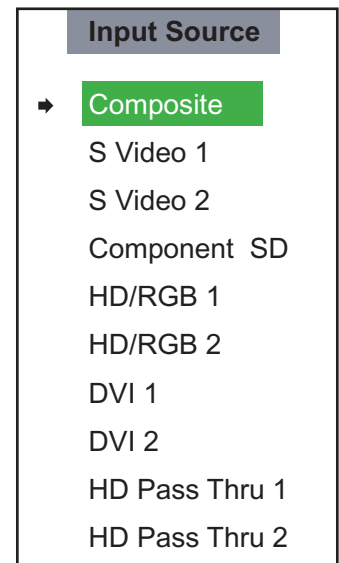 Input Source
Composite
S Video 1
S Video 2
Component  SD
HD/RGB 1
HD/RGB 2
DVI 1
DVI 2
HD Pass Thru 1
HD Pass Thru 2